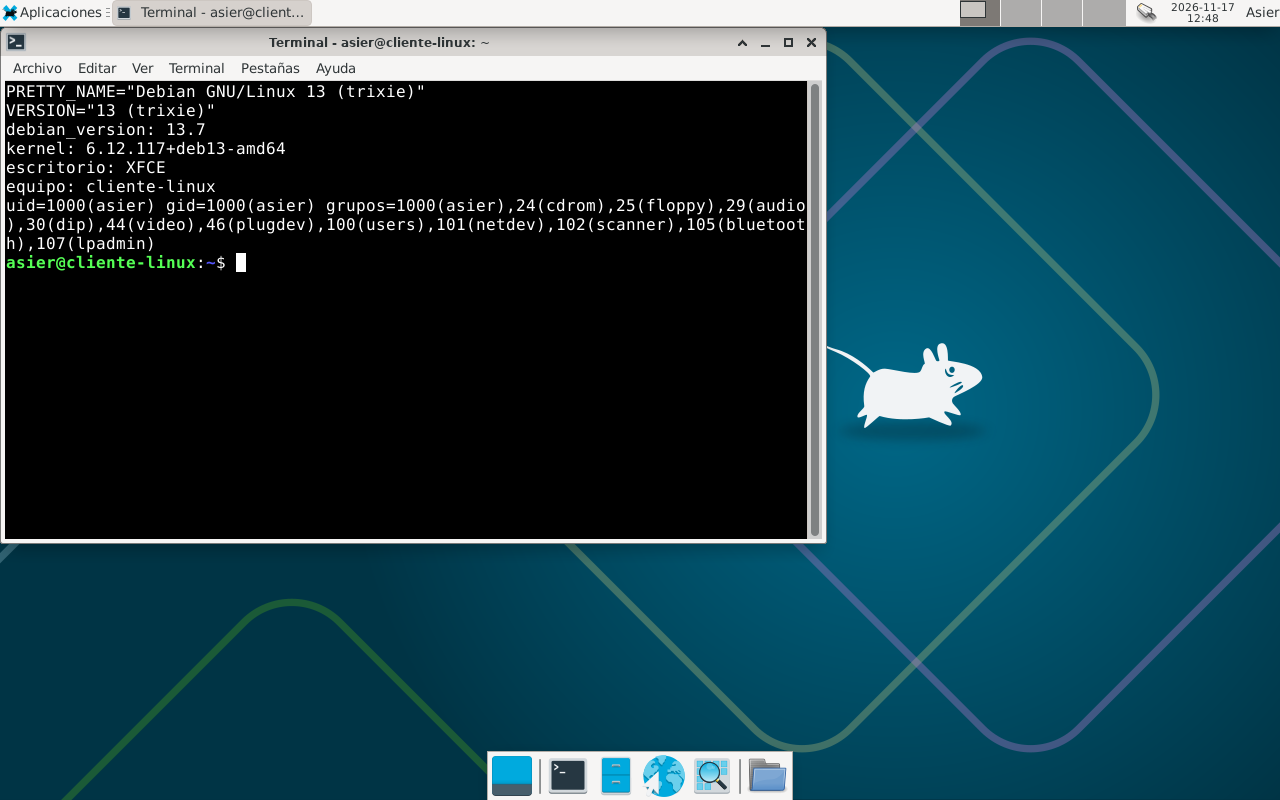 Aplicaciones
Terminal - asier@client...
2026-11-17
12:48
Asier
Terminal - asier@cliente-linux: ~
Archivo Editar Ver Terminal Pestañas Ayuda
PRETTY_NAME="Debian GNU/Linux 13 (trixie)"
VERSION="13 (trixie)"
debian_version: 13.7
kernel: 6.12.117+deb13-amd64
escritorio: XFCE
equipo: cliente-linux
uid=1000(asier) gid=1000(asier) grupos=1000(asier),24(cdrom),25(floppy),29(audio
),30(dip),44(video),46(plugdev),100(users),101(netdev),102(scanner),105(bluetoot
h),107(lpadmin)
asier@cliente-linux:~$